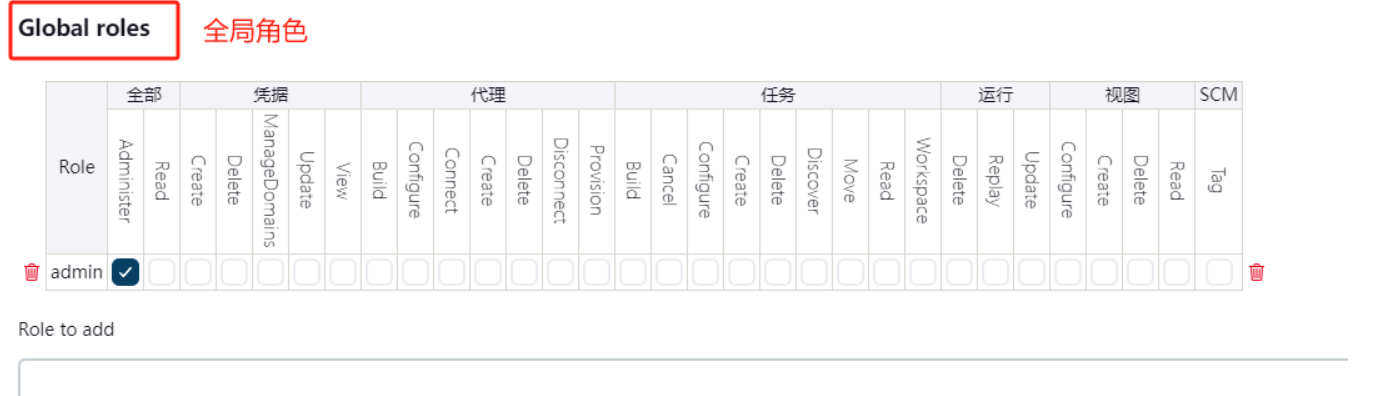 Global roles 全局角色
全部 凭据 代理 任务 运行 视图 SCM
Role Administer Read Create Delete ManageDomains Update View Build Configure Connect Create Delete Disconnect Provision Build Cancel Configure Create Delete Discover Move Read Workspace Delete Replay Update Configure Create Delete Read Tag
admin
Role to add